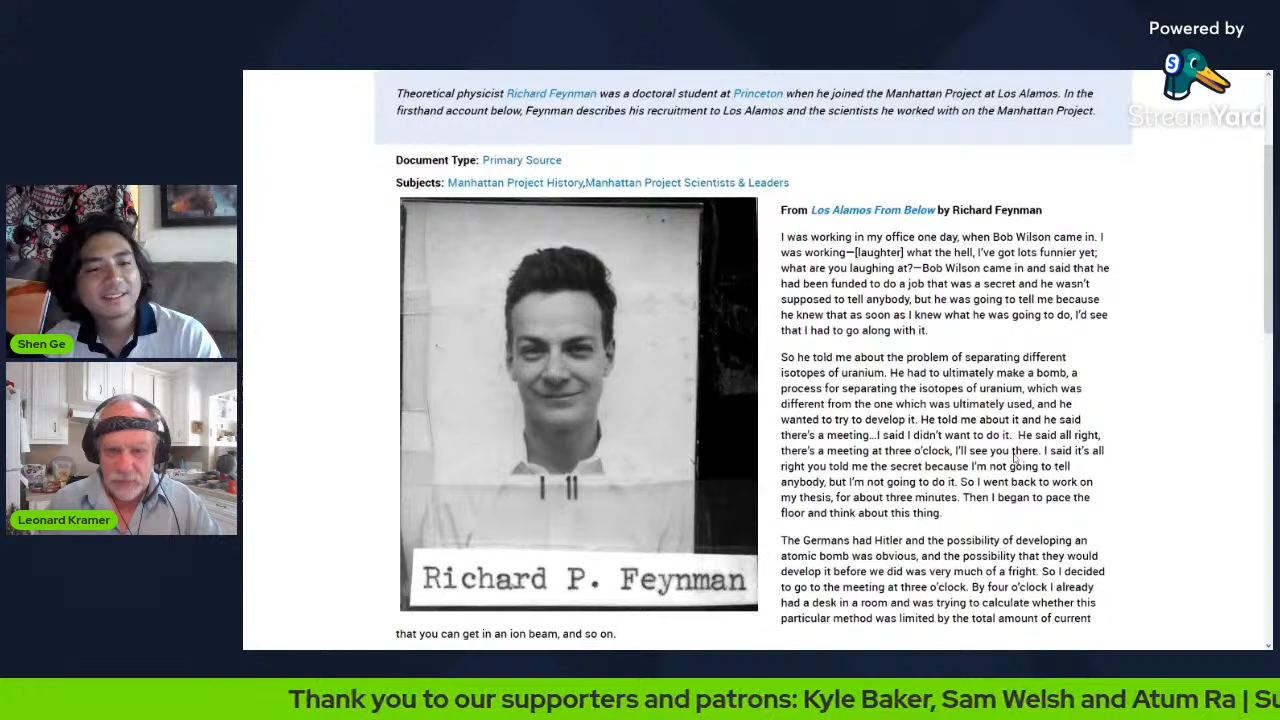 Powered by
S
StreamYard
Theoretical physicist Richard Feynman was a doctoral student at Princeton when he joined the Manhattan Project at Los Alamos. In the
firsthand account below, Feynman describes his recruitment to Los Alamos and the scientists he worked with on the Manhattan Project.
Document Type: Primary Source
Subjects: Manhattan Project History,Manhattan Project Scientists & Leaders
From Los Alamos From Below by Richard Feynman
I was working in my office one day, when Bob Wilson came in. I
was working—[laughter] what the hell, I've got lots funnier yet;
what are you laughing at?—Bob Wilson came in and said that he
had been funded to do a job that was a secret and he wasn't
supposed to tell anybody, but he was going to tell me because
he knew that as soon as I knew what he was going to do, I'd see
that I had to go along with it.
So he told me about the problem of separating different
isotopes of uranium. He had to ultimately make a bomb, a
process for separating the isotopes of uranium, which was
different from the one which was ultimately used, and he
wanted to try to develop it. He told me about it and he said
there's a meeting...I said I didn't want to do it. He said all right,
there's a meeting at three o'clock, I'll see you there. I said it's all
right you told me the secret because I'm not going to tell
anybody, but I'm not going to do it. So I went back to work on
my thesis, for about three minutes. Then I began to pace the
floor and think about this thing.
The Germans had Hitler and the possibility of developing an
atomic bomb was obvious, and the possibility that they would
develop it before we did was very much of a fright. So I decided
to go to the meeting at three o'clock. By four o'clock I already
had a desk in a room and was trying to calculate whether this
particular method was limited by the total amount of current
that you can get in an ion beam, and so on.
Richard P. Feynman
Shen Ge
Leonard Kramer
Thank you to our supporters and patrons: Kyle Baker, Sam Welsh and Atum Ra | Su